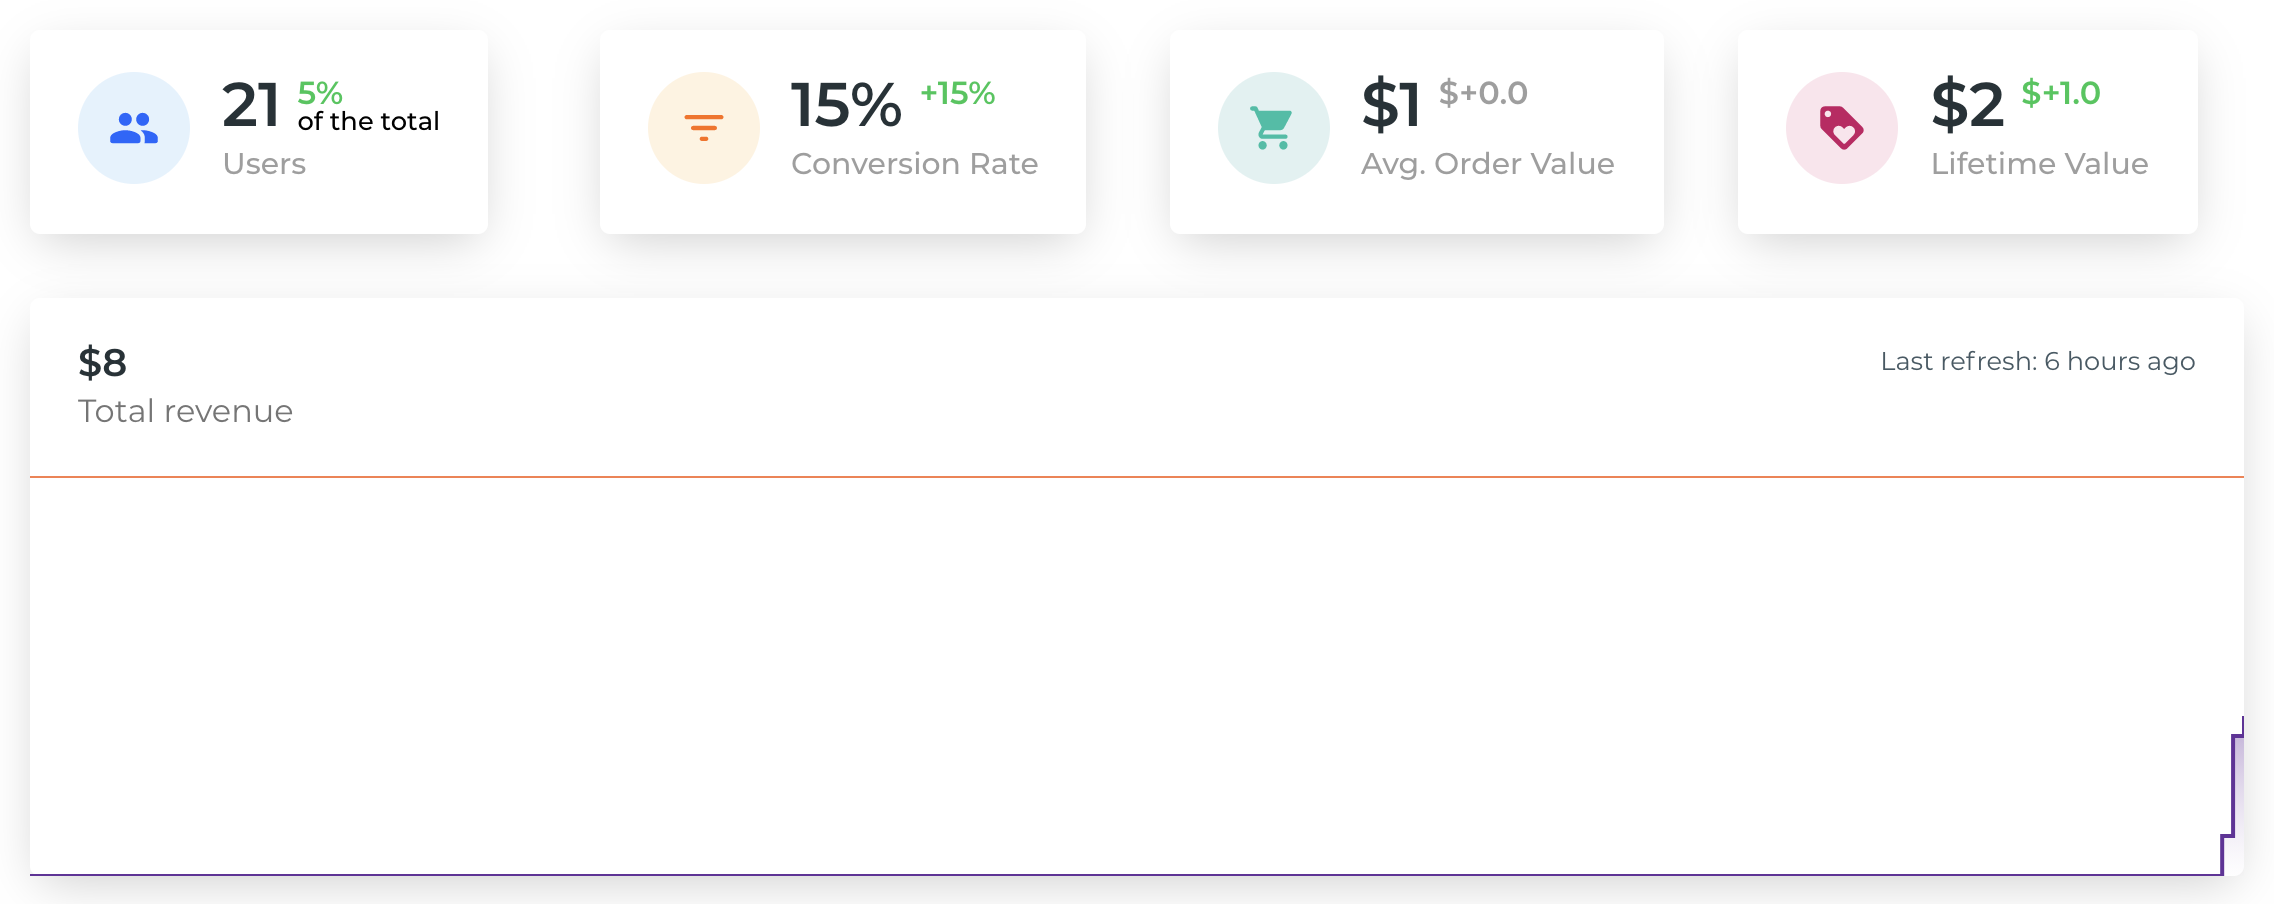 21 5%
of the total
Users
15% +15%
Conversion Rate
$1 $+0.0
Avg. Order Value
$2 $+1.0
Lifetime Value
$8
Total revenue
Last refresh: 6 hours ago